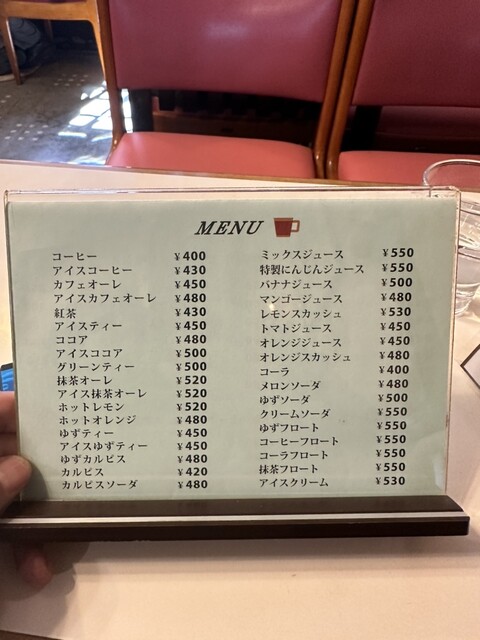 MENU
コーヒー ¥400
アイスコーヒー ¥430
カフェオーレ ¥450
アイスカフェオーレ ¥480
紅茶 ¥430
アイスティー ¥450
ココア ¥480
アイスココア ¥500
グリーンティー ¥500
抹茶オーレ ¥520
アイス抹茶オーレ ¥520
ホットレモン ¥520
ホットオレンジ ¥480
ゆずティー ¥450
アイスゆずティー ¥450
ゆずカルピス ¥480
カルピス ¥420
カルピスソーダ ¥480
ミックスジュース ¥550
特製にんじんジュース ¥550
バナナジュース ¥500
マンゴージュース ¥480
レモンスカッシュ ¥530
トマトジュース ¥450
オレンジジュース ¥450
オレンジスカッシュ ¥480
コーラ ¥400
メロンソーダ ¥480
ゆずソーダ ¥500
クリームソーダ ¥550
ゆずフロート ¥550
コーヒーフロート ¥550
コーラフロート ¥550
抹茶フロート ¥550
アイスクリーム ¥530